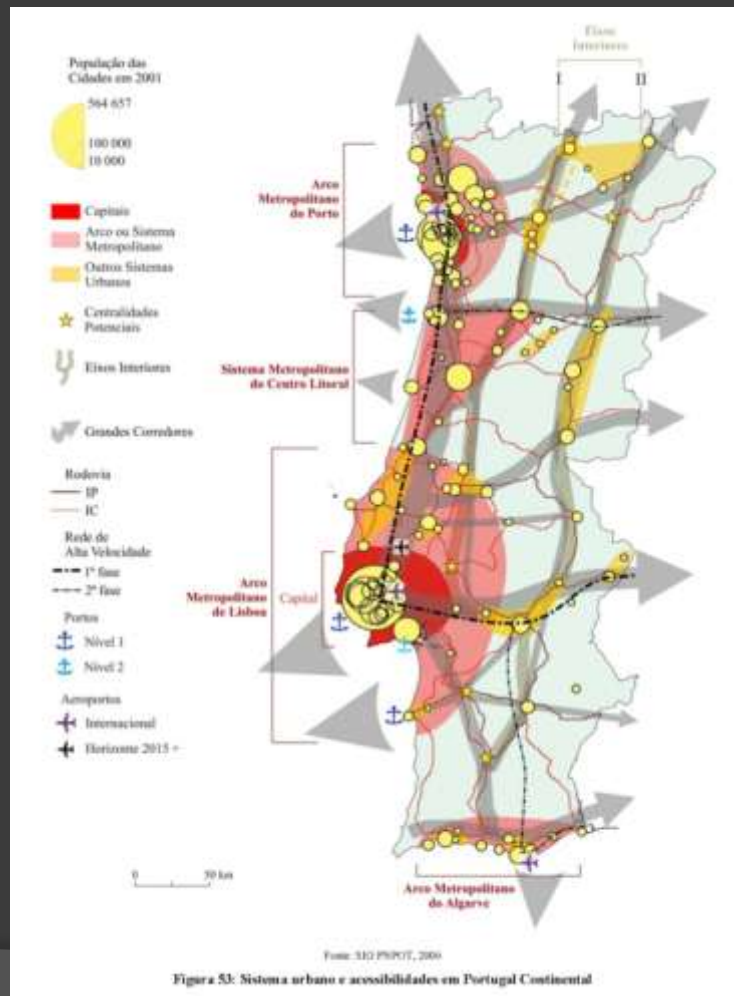 Eixos
Interiores
I II
População das
Cidades em 2001
564 657
100 000
10 000
Capitais
Arco ou Sistema
Metropolitano
Outros Sistemas
Urbanos
Centralidades
Potenciais
Eixos Interiores
Grandes Corredores
Rodovia
IP
IC
Rede de
Alta Velocidade
1ª fase
2ª fase
Portos
Nível 1
Nível 2
Aeroportos
Internacional
Horizonte 2015 +
Arco
Metropolitano
do Porto
Sistema Metropolitano
do Centro Litoral
Arco
Metropolitano
de Lisboa
Capital
Arco Metropolitano
do Algarve
0 50 km
Fonte: SIG PNPOT, 2006
Figura 53: Sistema urbano e acessibilidades em Portugal Continental